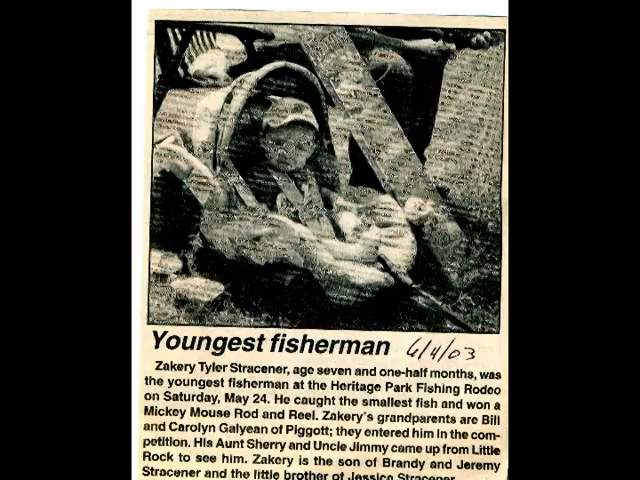 Youngest fisherman 6/4/03
Zakery Tyler Stracener, age seven and one-half months, was
the youngest fisherman at the Heritage Park Fishing Rodeo
on Saturday, May 24. He caught the smallest fish and won a
Mickey Mouse Rod and Reel. Zakery's grandparents are Bill
and Carolyn Galyean of Piggott; they entered him in the com-
petition. His Aunt Sherry and Uncle Jimmy came up from Little
Rock to see him. Zakery is the son of Brandy and Jeremy
Stracener and the little brother of Jessica Stracener.